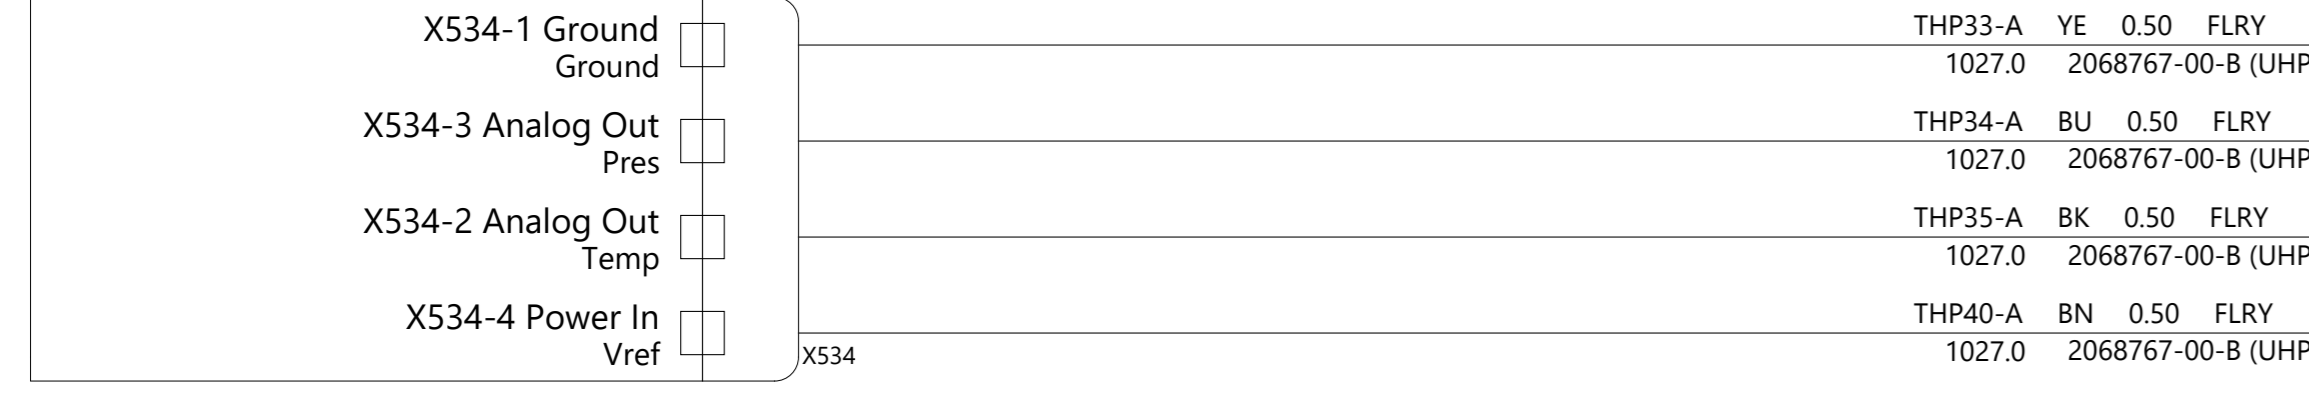 X534-1 Ground
Ground
THP33-A YE 0.50 FLRY
1027.0 2068767-00-B (UHP
X534-3 Analog Out
Pres
THP34-A BU 0.50 FLRY
1027.0 2068767-00-B (UHP
X534-2 Analog Out
Temp
THP35-A BK 0.50 FLRY
1027.0 2068767-00-B (UHP
X534-4 Power In
Vref
X534
THP40-A BN 0.50 FLRY
1027.0 2068767-00-B (UHP